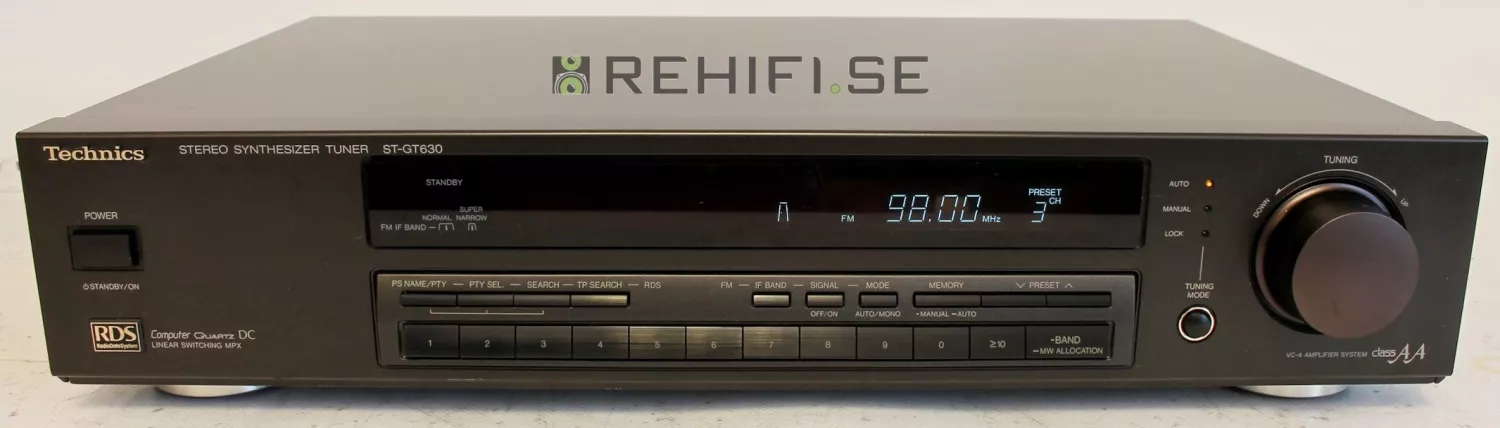 REHIFI.SE
Technics
STEREO SYNTHESIZER TUNER ST-GT630
TUNING
DOWN UP
STANDBY
SUPER
NORMAL NARROW
FM IF BAND
FM 98.00 MHz
PRESET
CH
3
AUTO
MANUAL
LOCK
TUNING
MODE
POWER
⏻STANDBY/ON
PS NAME/PTY — PTY SEL. — SEARCH — TP SEARCH — RDS
FM — IF BAND — SIGNAL — MODE
MEMORY
PRESET
OFF/ON
AUTO/MONO
•MANUAL —AUTO
1 2 3 4 5 6 7 8 9 0 ≥10
•BAND
—MW ALLOCATION
RDS
RadioDataSystem
Computer QUARTZ DC
LINEAR SWITCHING MPX
VC-4 AMPLIFIER SYSTEM class AA